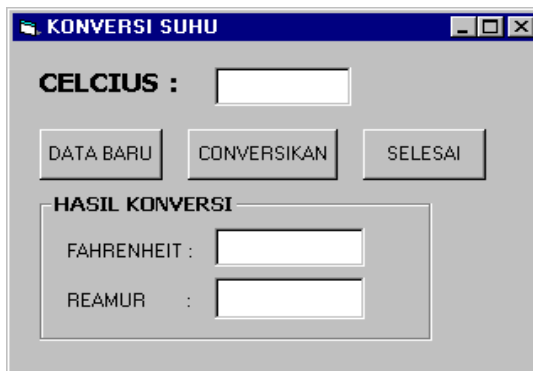 KONVERSI SUHU
CELCIUS :
DATA BARU CONVERSIKAN SELESAI
HASIL KONVERSI
FAHRENHEIT :
REAMUR :